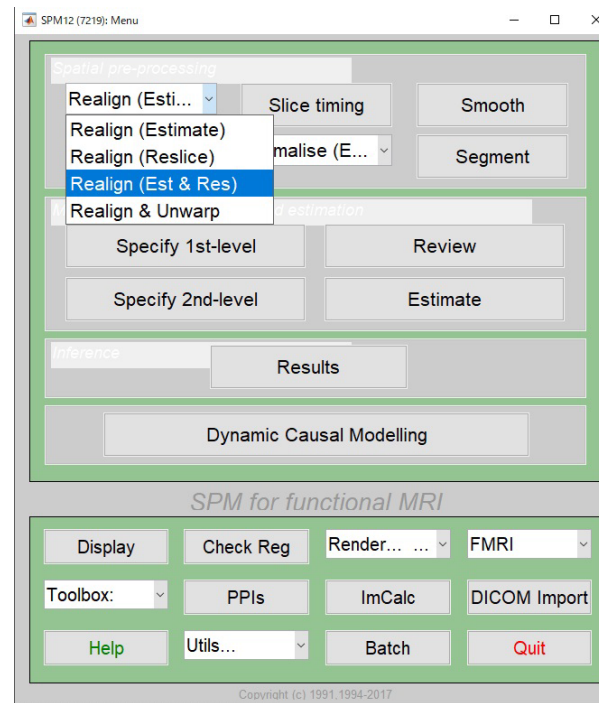 SPM12 (7219): Menu
Spatial pre-processing
Realign (Esti...
Slice timing
Smooth
Realign (Estimate)
Realign (Reslice)
Realign (Est & Res)
Realign & Unwarp
malise (E...
Segment
estimation
Specify 1st-level
Review
Specify 2nd-level
Estimate
Inference
Results
Dynamic Causal Modelling
SPM for functional MRI
Display
Check Reg
Render... ...
FMRI
Toolbox:
PPIs
ImCalc
DICOM Import
Help
Utils...
Batch
Quit
Copyright (c) 1991,1994-2017